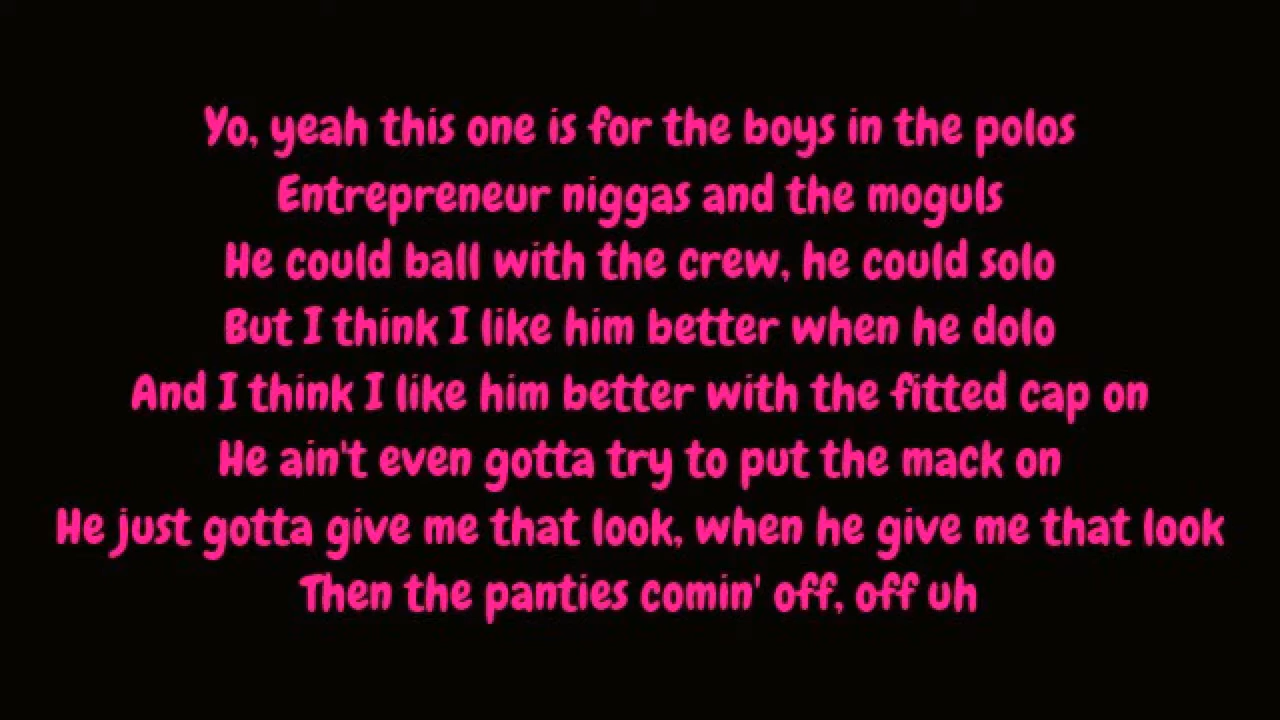 Yo, yeah this one is for the boys in the polos
Entrepreneur niggas and the moguls
He could ball with the crew, he could solo
But I think I like him better when he dolo
And I think I like him better with the fitted cap on
He ain't even gotta try to put the mack on
He just gotta give me that look, when he give me that look
Then the panties comin' off, off uh